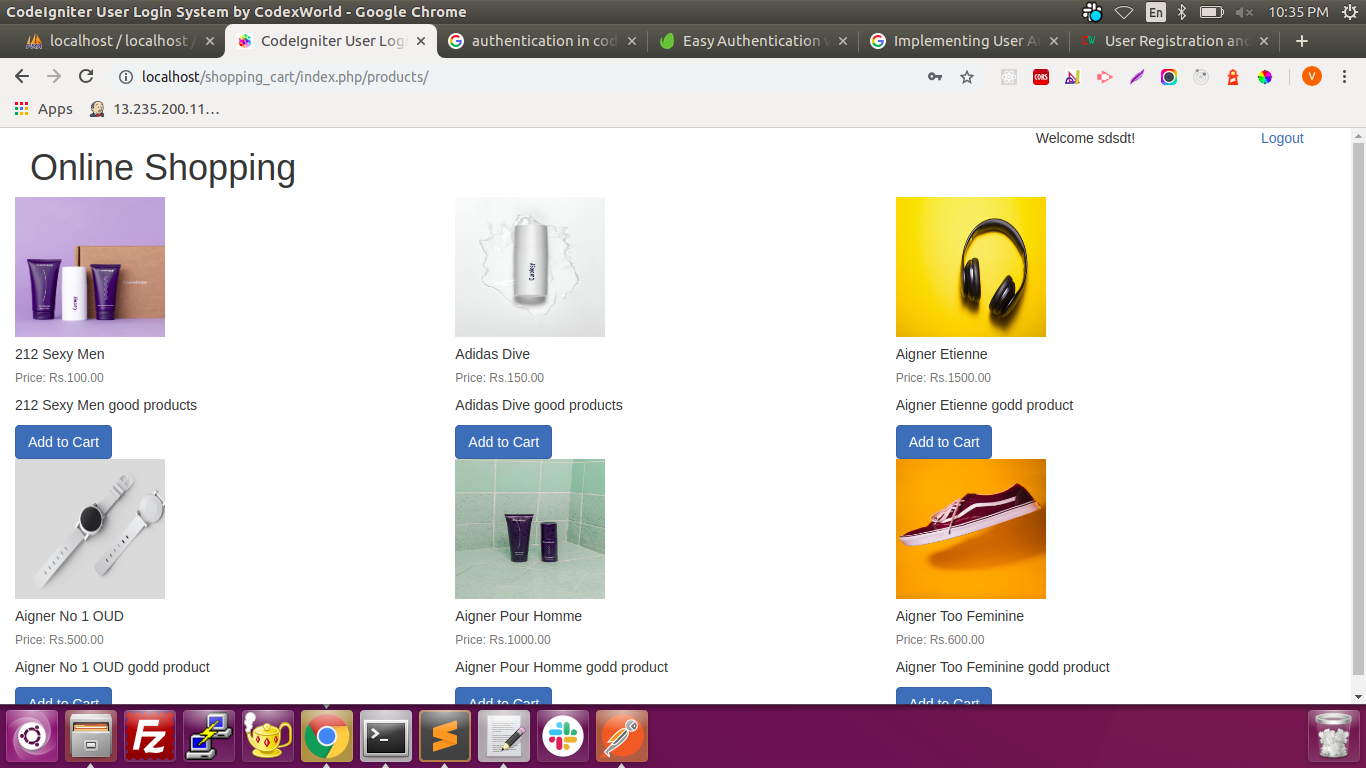 CodeIgniter User Login System by CodexWorld - Google Chrome
En
10:35 PM
localhost / localhost /
CodeIgniter User Logi
authentication in cod
Easy Authentication
Implementing User A
User Registration and
localhost/shopping_cart/index.php/products/
CORS
V
Apps
13.235.200.11…
Welcome sdsdt!
Logout
Online Shopping
212 Sexy Men
Price: Rs.100.00
212 Sexy Men good products
Add to Cart
Adidas Dive
Price: Rs.150.00
Adidas Dive good products
Add to Cart
Aigner Etienne
Price: Rs.1500.00
Aigner Etienne godd product
Add to Cart
Aigner No 1 OUD
Price: Rs.500.00
Aigner No 1 OUD godd product
Add to Cart
Aigner Pour Homme
Price: Rs.1000.00
Aigner Pour Homme godd product
Add to Cart
Aigner Too Feminine
Price: Rs.600.00
Aigner Too Feminine godd product
Add to Cart
Fz